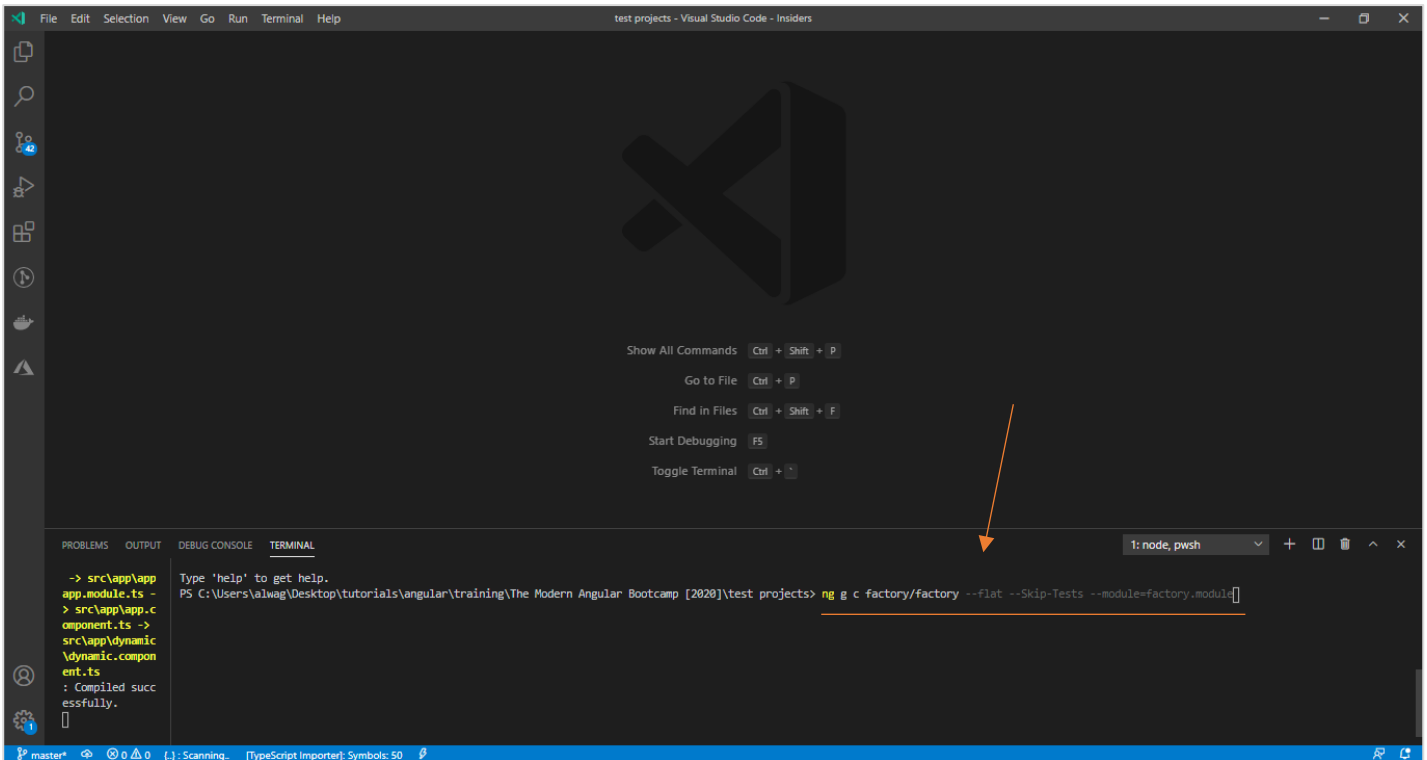 File Edit Selection View Go Run Terminal Help
test projects - Visual Studio Code - Insiders
42
Show All Commands Ctrl + Shift + P
Go to File Ctrl + P
Find in Files Ctrl + Shift + F
Start Debugging F5
Toggle Terminal Ctrl + `
PROBLEMS OUTPUT DEBUG CONSOLE TERMINAL
1: node, pwsh
-> src\app\app
app.module.ts -
> src\app\app.c
omponent.ts ->
src\app\dynamic
\dynamic.compon
ent.ts
: Compiled succ
essfully.
Type 'help' to get help.
PS C:\Users\alwag\Desktop\tutorials\angular\training\The Modern Angular Bootcamp [2020]\test projects> ng g c factory/factory --flat --Skip-Tests --module=factory.module
1
master* 0 0 {..} : Scanning.. [TypeScript Importer]: Symbols: 50